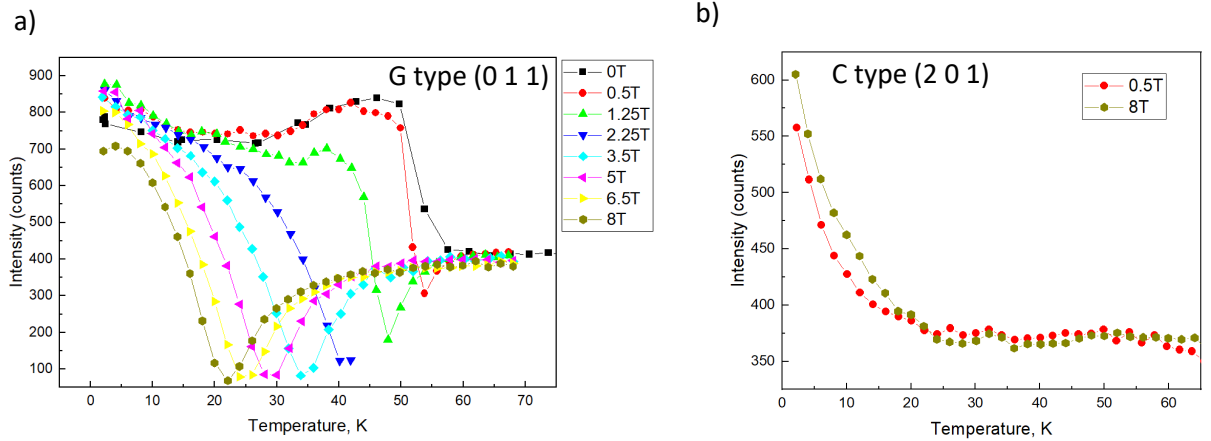 a)
G type (0 1 1)
0T
0.5T
1.25T
2.25T
3.5T
5T
6.5T
8T
900
800
700
600
500
400
300
200
100
Intensity (counts)
0 10 20 30 40 50 60 70
Temperature, K
b)
C type (2 0 1)
0.5T
8T
600
550
500
450
400
350
Intensity (counts)
0 10 20 30 40 50 60
Temperature, K